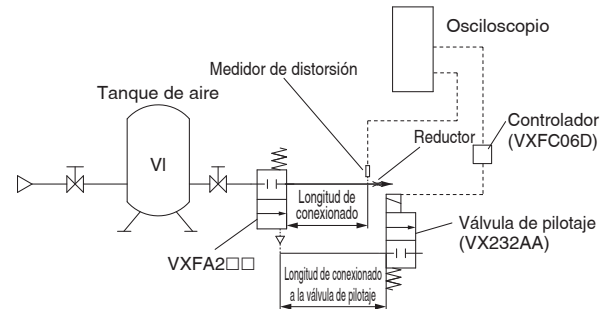 Osciloscopio
Medidor de distorsión
Tanque de aire
Controlador
(VXFC06D)
Reductor
VI
Longitud de
conexionado
Válvula de pilotaje
(VX232AA)
VXFA2□□
Longitud de conexionado
a la válvula de pilotaje